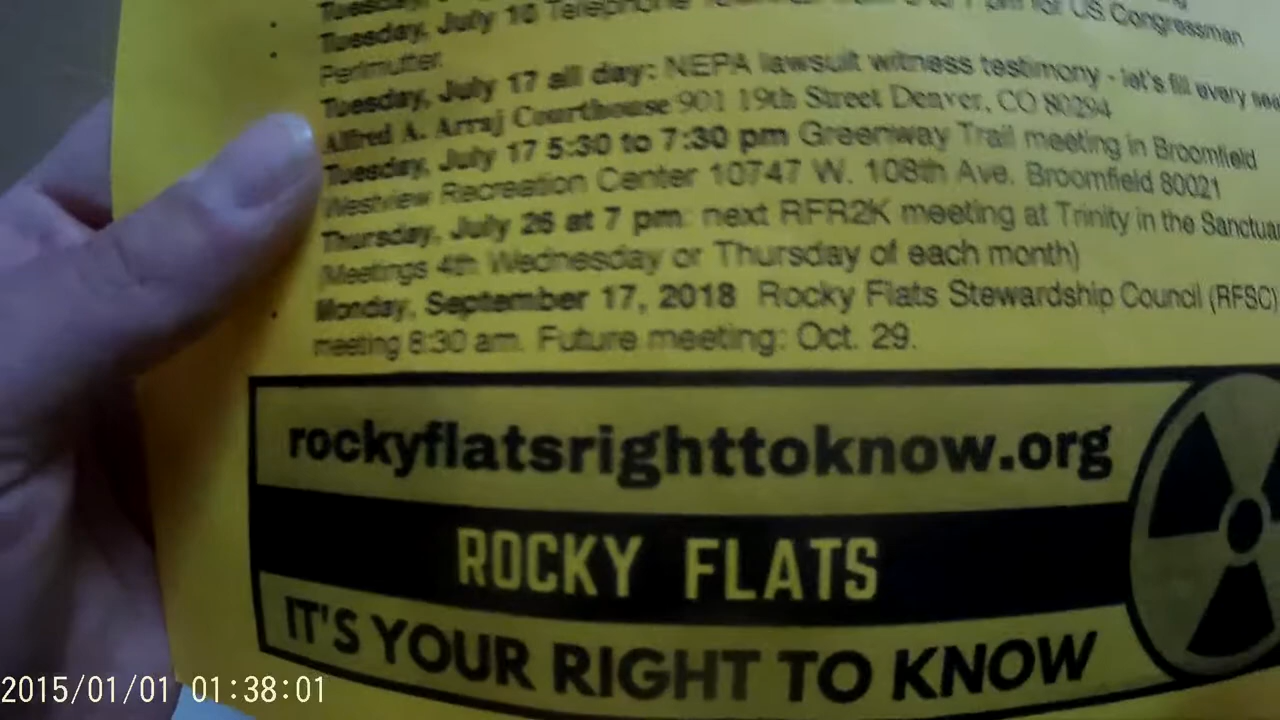 Tuesday,
Tuesday, July 10 Telephone for US Congressman
Perlmutter.
Tuesday, July 17 all day: NEPA lawsuit witness testimony - let's fill every
Alfred A. Arraj Courthouse 901 19th Street Denver, CO 80294
Tuesday, July 17 5:30 to 7:30 pm Greenway Trail meeting in Broomfield
Westview Recreation Center 10747 W. 108th Ave. Broomfield 80021
Thursday, July 26 at 7 pm: next RFR2K meeting at Trinity in the
(Meetings 4th Wednesday or Thursday of each month)
Monday, September 17, 2018 Rocky Flats Stewardship Council (RFSC)
meeting 8:30 am. Future meeting: Oct. 29.
rockyflatsrighttoknow.org
ROCKY FLATS
IT'S YOUR RIGHT TO KNOW
2015/01/01 01:38:01